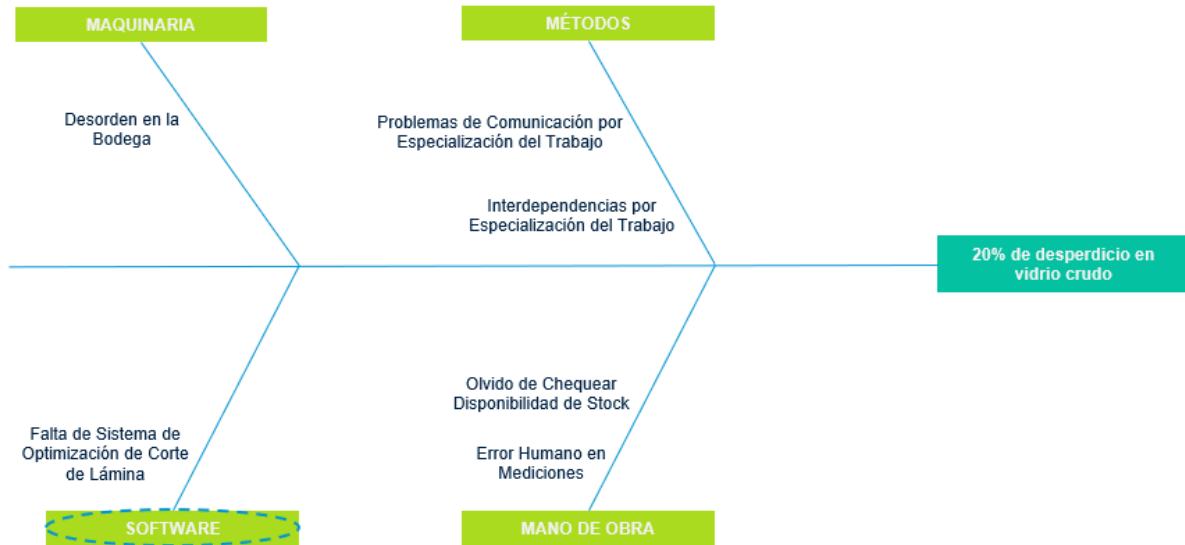 MAQUINARIA
MÉTODOS
Desorden en la
Bodega
Problemas de Comunicación por
Especialización del Trabajo
Interdependencias por
Especialización del Trabajo
20% de desperdicio en
vidrio crudo
Olvido de Chequear
Disponibilidad de Stock
Falta de Sistema de
Optimización de Corte
de Lámina
Error Humano en
Mediciones
SOFTWARE
MANO DE OBRA